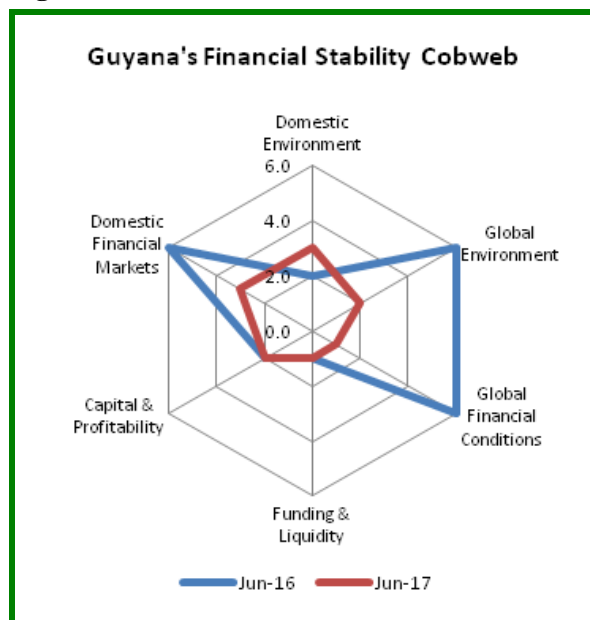 Guyana's Financial Stability Cobweb
Domestic
Environment
6.0
4.0
2.0
0.0
Global
Environment
Global
Financial
Conditions
Funding &
Liquidity
Capital &
Profitability
Domestic
Financial
Markets
Jun-16
Jun-17